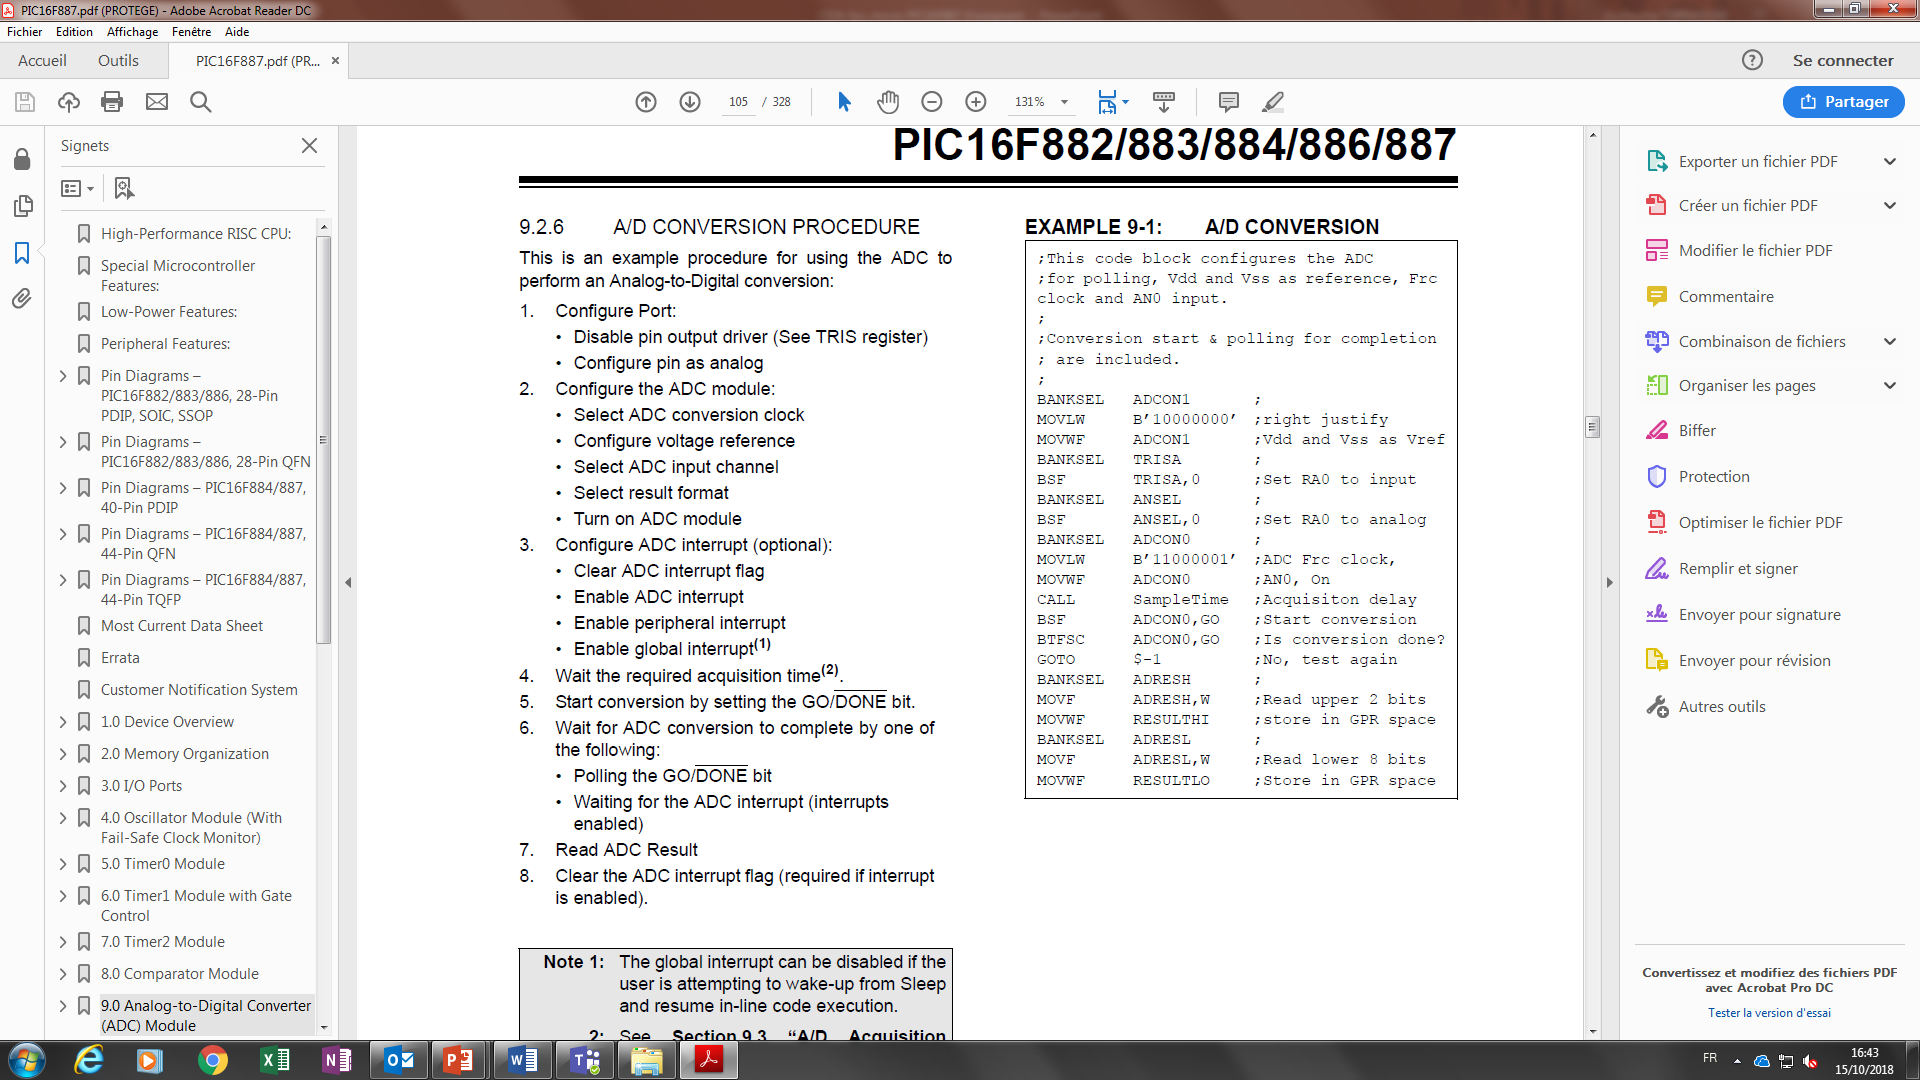 PIC16F887.pdf (PROTEGE) - Adobe Acrobat Reader DC
Fichier Edition Affichage Fenêtre Aide
Accueil Outils PIC16F887.pdf (PR... × Se connecter
105 / 328 131% Partager
Signets
High-Performance RISC CPU:
Special Microcontroller
Features:
Low-Power Features:
Peripheral Features:
Pin Diagrams –
PIC16F882/883/886, 28-Pin
PDIP, SOIC, SSOP
Pin Diagrams –
PIC16F882/883/886, 28-Pin QFN
Pin Diagrams – PIC16F884/887,
40-Pin PDIP
Pin Diagrams – PIC16F884/887,
44-Pin QFN
Pin Diagrams – PIC16F884/887,
44-Pin TQFP
Most Current Data Sheet
Errata
Customer Notification System
1.0 Device Overview
2.0 Memory Organization
3.0 I/O Ports
4.0 Oscillator Module (With
Fail-Safe Clock Monitor)
5.0 Timer0 Module
6.0 Timer1 Module with Gate
Control
7.0 Timer2 Module
8.0 Comparator Module
9.0 Analog-to-Digital Converter
(ADC) Module
PIC16F882/883/884/886/887
9.2.6 A/D CONVERSION PROCEDURE
This is an example procedure for using the ADC to
perform an Analog-to-Digital conversion:
1. Configure Port:
• Disable pin output driver (See TRIS register)
• Configure pin as analog
2. Configure the ADC module:
• Select ADC conversion clock
• Configure voltage reference
• Select ADC input channel
• Select result format
• Turn on ADC module
3. Configure ADC interrupt (optional):
• Clear ADC interrupt flag
• Enable ADC interrupt
• Enable peripheral interrupt
• Enable global interrupt(1)
4. Wait the required acquisition time(2).
5. Start conversion by setting the GO/DONE bit.
6. Wait for ADC conversion to complete by one of
the following:
• Polling the GO/DONE bit
• Waiting for the ADC interrupt (interrupts
enabled)
7. Read ADC Result
8. Clear the ADC interrupt flag (required if interrupt
is enabled).
Note 1: The global interrupt can be disabled if the
user is attempting to wake-up from Sleep
and resume in-line code execution.
2: See Section 9.3 “A/D Acquisition
EXAMPLE 9-1: A/D CONVERSION
;This code block configures the ADC
;for polling, Vdd and Vss as reference, Frc
clock and AN0 input.
;
;Conversion start & polling for completion
; are included.
;
BANKSEL ADCON1 ;
MOVLW B’10000000’ ;right justify
MOVWF ADCON1 ;Vdd and Vss as Vref
BANKSEL TRISA ;
BSF TRISA,0 ;Set RA0 to input
BANKSEL ANSEL ;
BSF ANSEL,0 ;Set RA0 to analog
BANKSEL ADCON0 ;
MOVLW B’11000001’ ;ADC Frc clock,
MOVWF ADCON0 ;AN0, On
CALL SampleTime ;Acquisiton delay
BSF ADCON0,GO ;Start conversion
BTFSC ADCON0,GO ;Is conversion done?
GOTO $-1 ;No, test again
BANKSEL ADRESH ;
MOVF ADRESH,W ;Read upper 2 bits
MOVWF RESULTHI ;store in GPR space
BANKSEL ADRESL ;
MOVF ADRESL,W ;Read lower 8 bits
MOVWF RESULTLO ;Store in GPR space
Exporter un fichier PDF
Créer un fichier PDF
Modifier le fichier PDF
Commentaire
Combinaison de fichiers
Organiser les pages
Biffer
Protection
Optimiser le fichier PDF
Remplir et signer
Envoyer pour signature
Envoyer pour révision
Autres outils
Convertissez et modifiez des fichiers PDF
avec Acrobat Pro DC
Tester la version d'essai
FR
16:43
15/10/2018